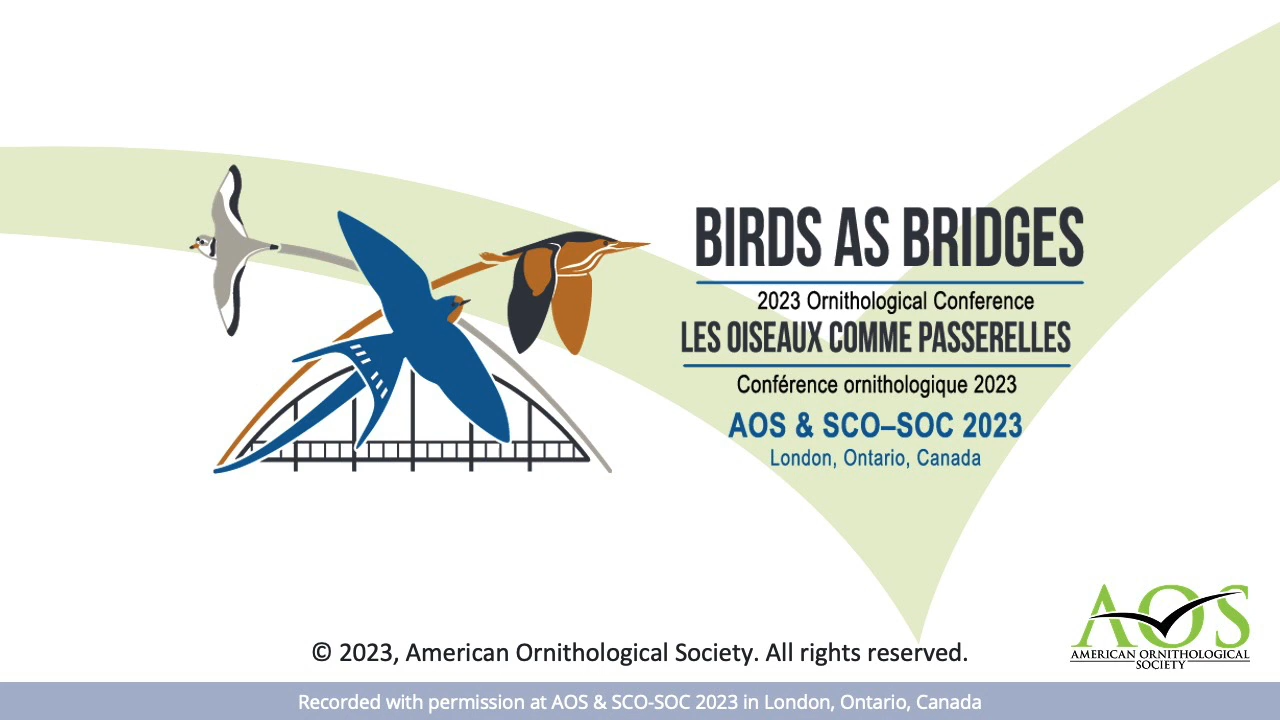 BIRDS AS BRIDGES
2023 Ornithological Conference
LES OISEAUX COMME PASSERELLES
Conférence ornithologique 2023
AOS & SCO–SOC 2023
London, Ontario, Canada
AOS
AMERICAN ORNITHOLOGICAL
SOCIETY
© 2023, American Ornithological Society. All rights reserved.
Recorded with permission at AOS & SCO-SOC 2023 in London, Ontario, Canada